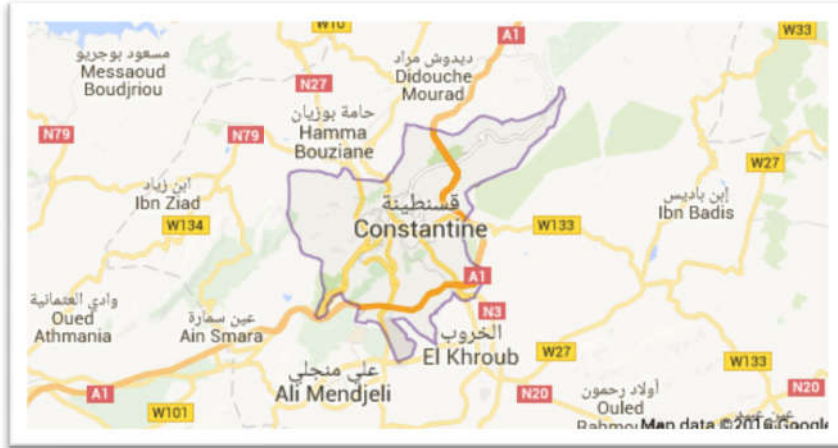 W10
A1
W33
مسعود بوجريو
Messaoud
Boudjriou
ديدوش مراد
Didouche
Mourad
N27
حامة بوزيان
Hamma
Bouziane
N79
N79
W27
ابن زياد
Ibn Ziad
W134
قسنطينة
Constantine
إبن باديس
Ibn Badis
W133
A1
وادي العثمانية
Oued
Athmania
عين سمارة
Ain Smara
N3
الخروب
El Khroub
W27
W133
علي منجلي
Ali Mendjeli
A1
W101
N20
أولاد رحمون
Ouled
N20
Map data ©2016 Google